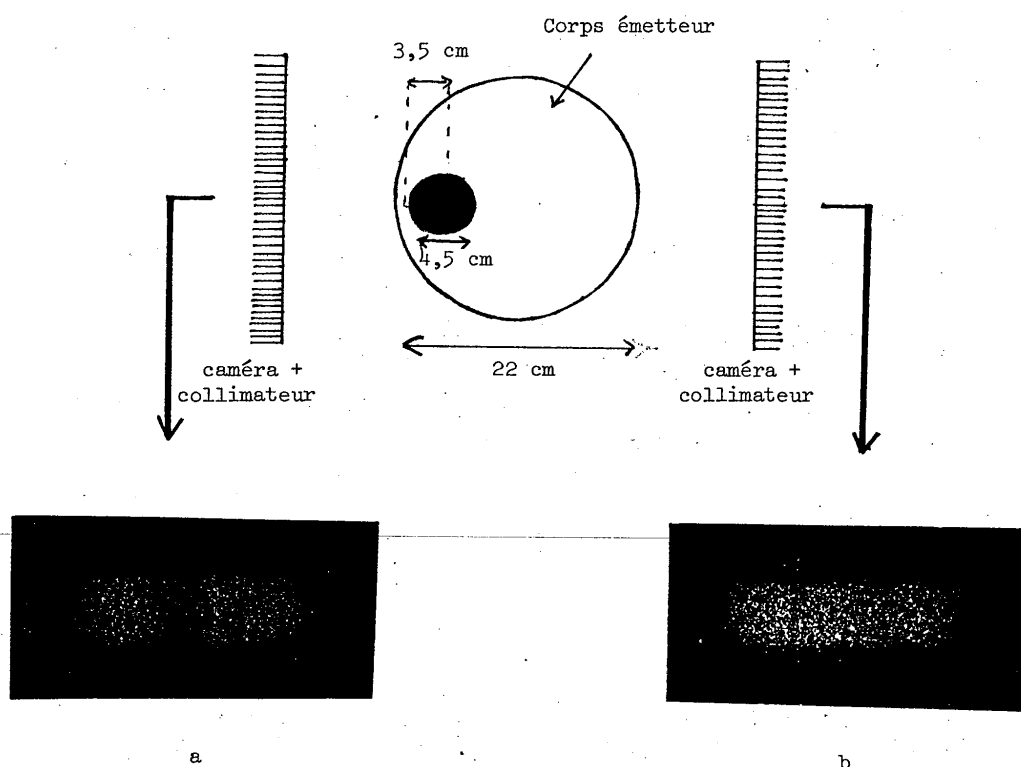 Corps émetteur
3,5 cm
4,5 cm
22 cm
caméra +
collimateur
caméra +
collimateur
a
b